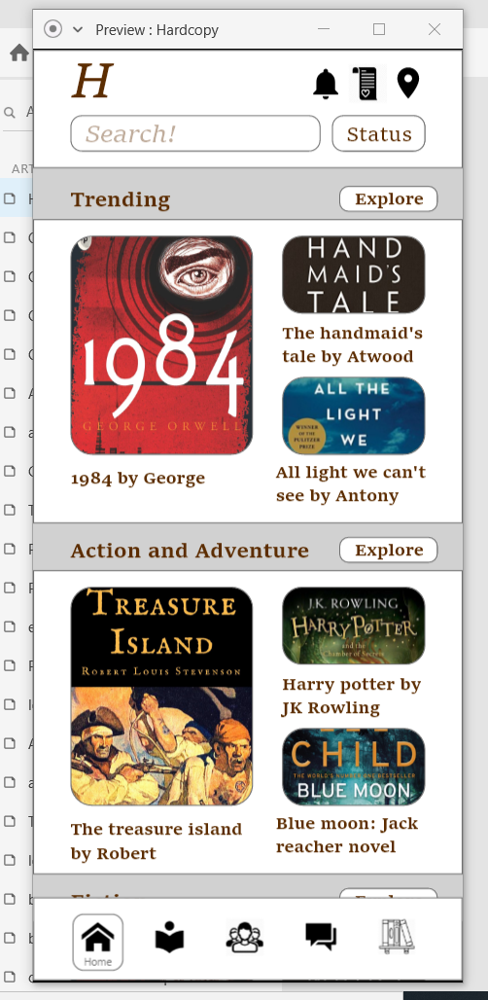 Preview : Hardcopy
H
Search!
Status
Trending
Explore
1984
GEORGE ORWELL
1984 by George
HAND
MAID'S
TALE
The handmaid's
tale by Atwood
ALL THE
LIGHT
WE
WINNER
OF THE
PULITZER
PRIZE
All light we can't
see by Antony
Action and Adventure
Explore
TREASURE
ISLAND
ROBERT LOUIS STEVENSON
The treasure island
by Robert
J.K. ROWLING
HARRY POTTER
and the
Chamber of Secrets
Harry potter by
JK Rowling
CHILD
THE WORLD'S NUMBER ONE BESTSELLER
BLUE MOON
Blue moon: Jack
reacher novel
Home